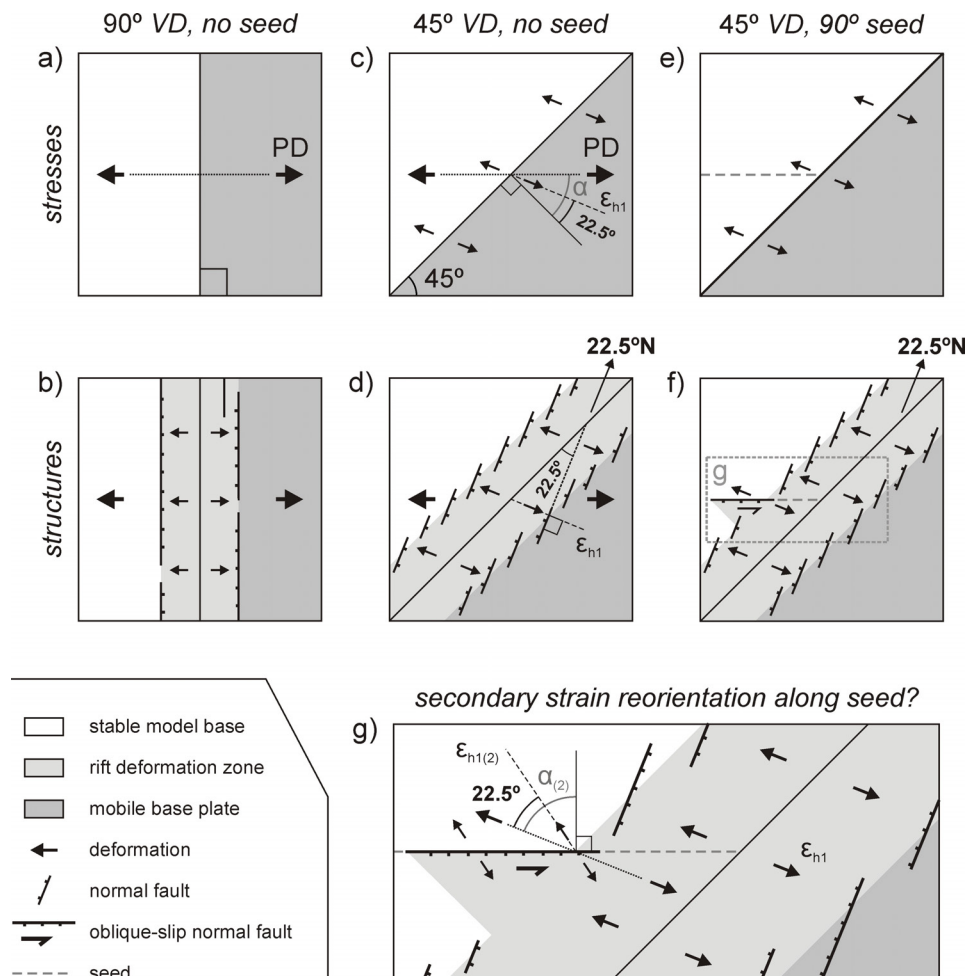 90º VD, no seed
45º VD, no seed
45º VD, 90º seed
stresses
a)
PD
c)
PD
α
εh1
22.5º
45º
e)
structures
b)
d)
22.5ºN
22.5º
εh1
f)
22.5ºN
g
stable model base
rift deformation zone
mobile base plate
deformation
normal fault
oblique-slip normal fault
seed
secondary strain reorientation along seed?
g)
εh1(2)
α(2)
22.5º
εh1